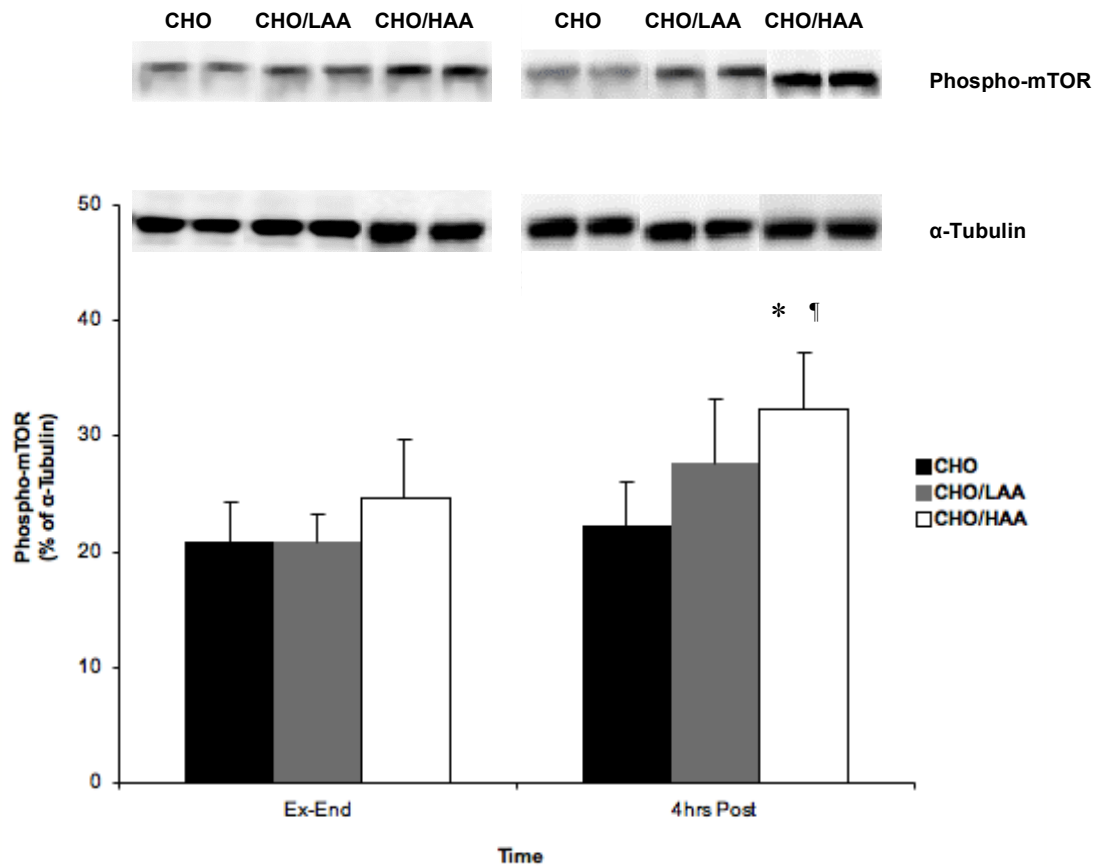 CHO CHO/LAA CHO/HAA CHO CHO/LAA CHO/HAA
Phospho-mTOR
50
α-Tubulin
40
* ¶
30
Phospho-mTOR
(% of α-Tubulin)
CHO
CHO/LAA
CHO/HAA
20
10
0
Ex-End 4hrs Post
Time